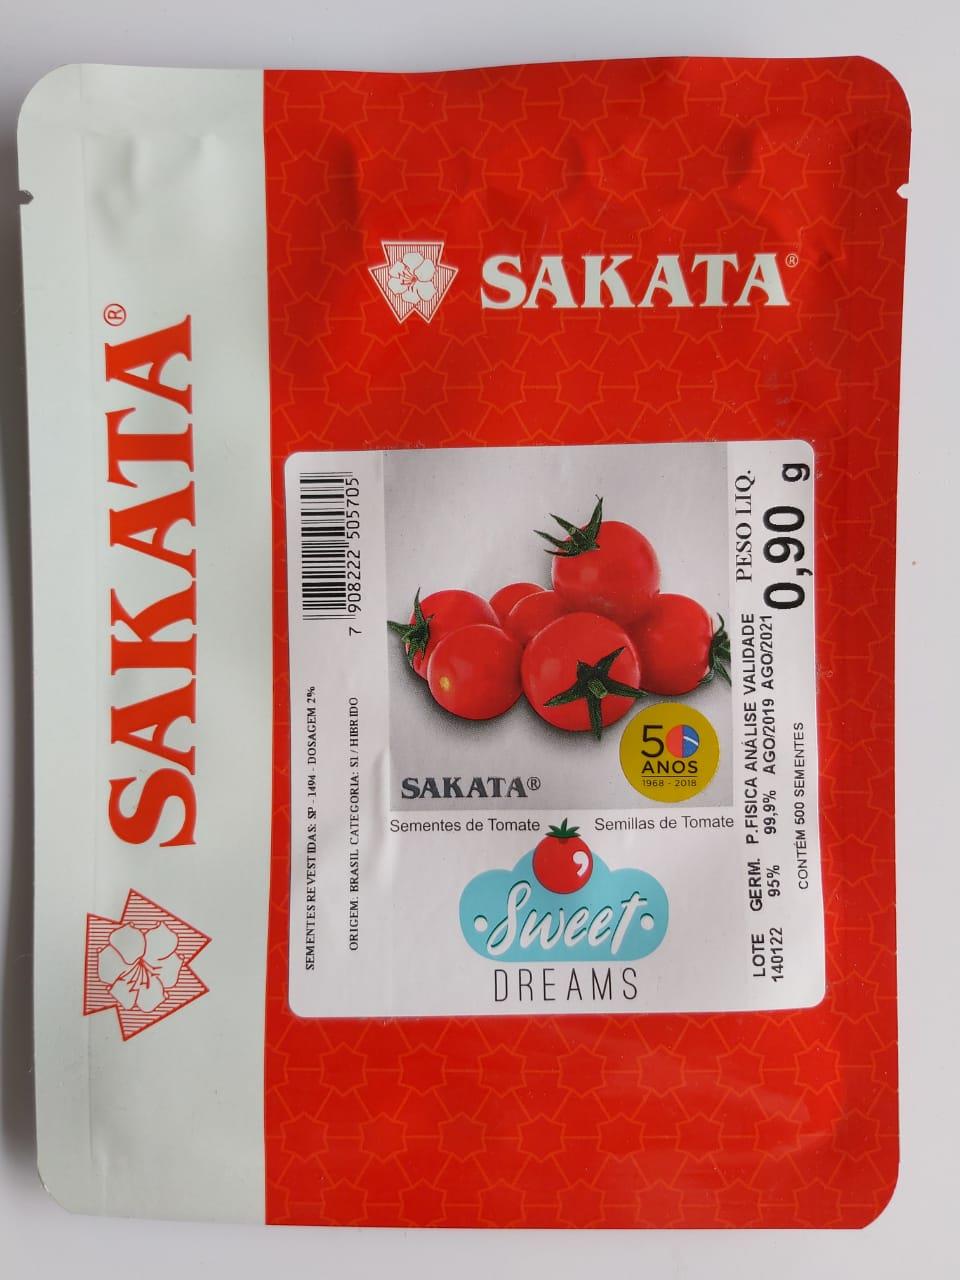 SAKATA®
SAKATA®
7 908222 505705
SEMENTES REVESTIDAS: SP - 1494 - DOSAGEM 2%
ORIGEM: BRASIL CATEGORIA: S1 / HIBRIDO
SAKATA®
50
ANOS
1968 - 2018
Sementes de Tomate
Semillas de Tomate
Sweet
DREAMS
PESO LIQ.
0,90 g
LOTE GERM. P.FISICA ANÁLISE VALIDADE
140122 95% 99,9% AGO/2019 AGO/2021
CONTÉM 500 SEMENTES